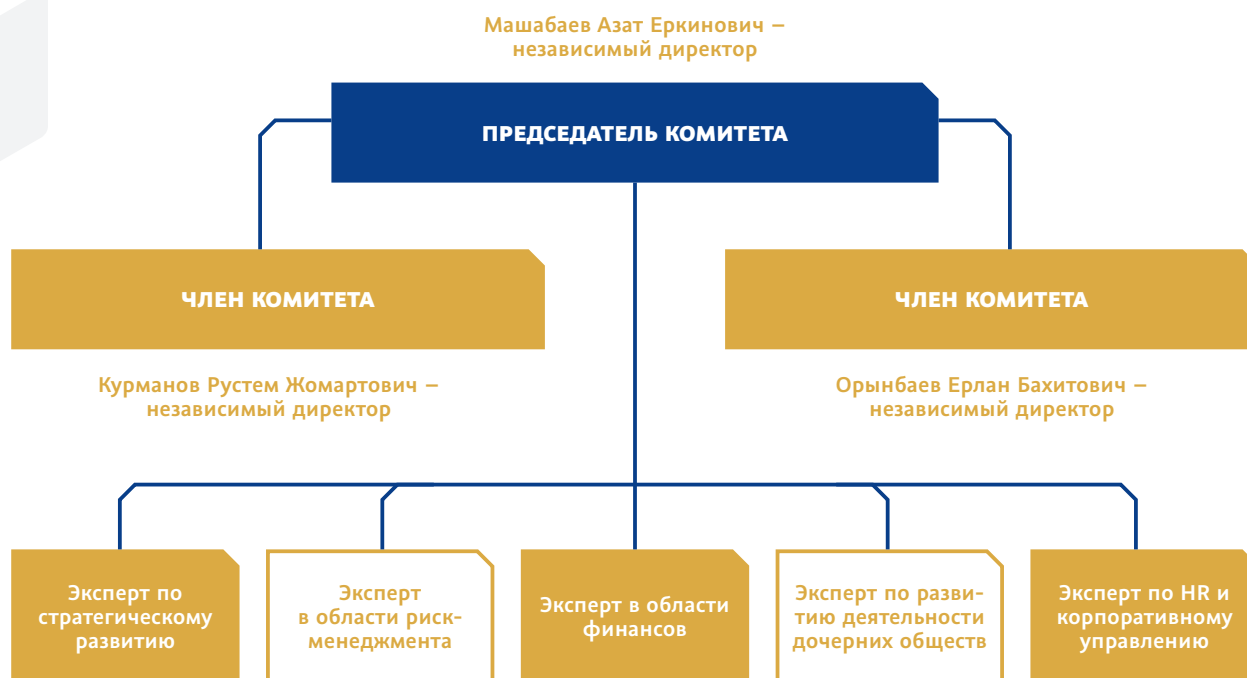 Машабаев Азат Еркинович –
независимый директор
ПРЕДСЕДАТЕЛЬ КОМИТЕТА
ЧЛЕН КОМИТЕТА
ЧЛЕН КОМИТЕТА
Курманов Рустем Жомартович –
независимый директор
Орынбаев Ерлан Бахитович –
независимый директор
Эксперт по
стратегическому
развитию
Эксперт
в области риск-
менеджмента
Эксперт в области
финансов
Эксперт по разви-
тию деятельности
дочерних обществ
Эксперт по HR и
корпоративному
управлению